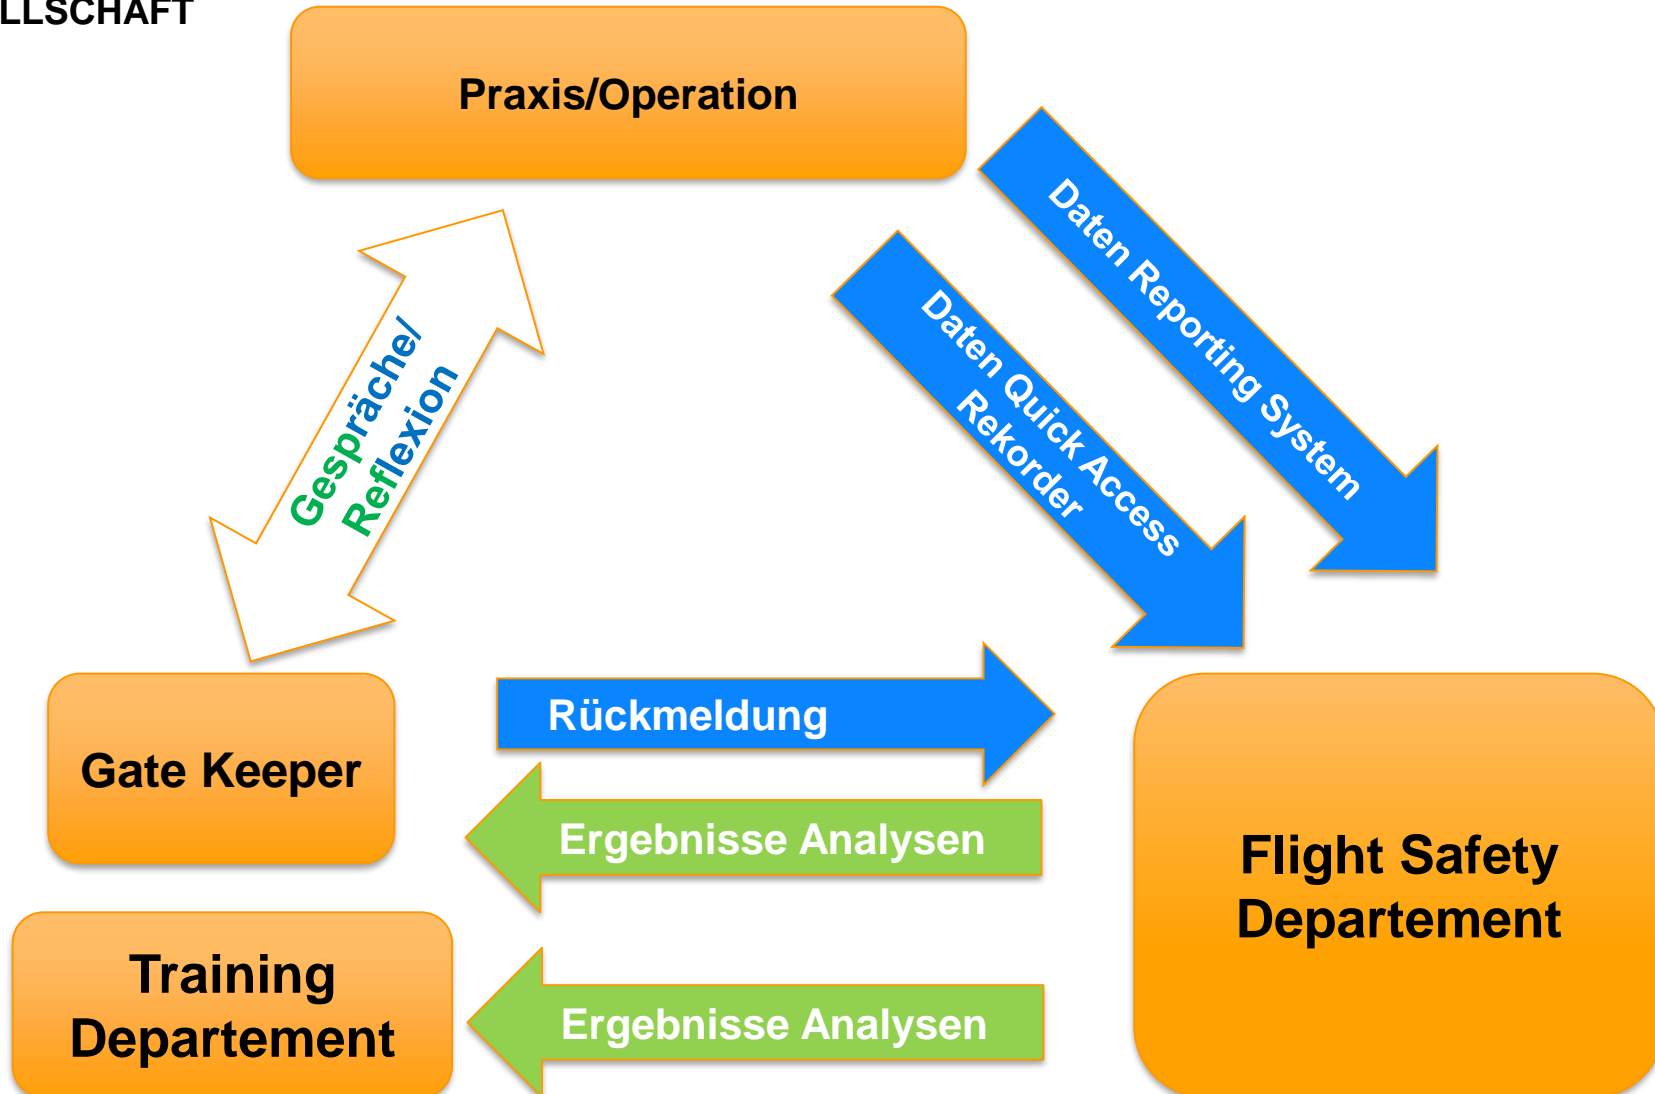 LLSCHAFT
Praxis/Operation
Daten Reporting System
Daten Quick Access
Rekorder
Gespräche/
Reflexion
Rückmeldung
Gate Keeper
Ergebnisse Analysen
Flight Safety
Departement
Training
Departement
Ergebnisse Analysen